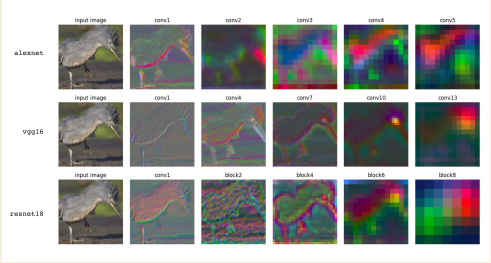 input image conv1 conv2 conv3 conv4 conv5
alexnet
input image conv1 conv4 conv7 conv10 conv13
vgg16
input image conv1 block2 block4 block6 block8
resnet18